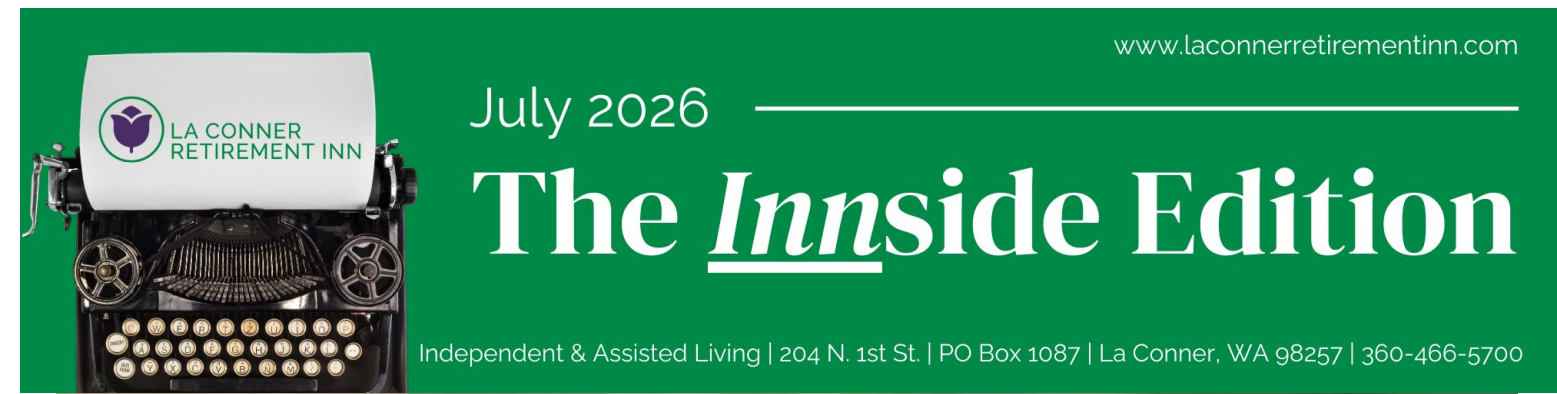 www.laconnerretirementinn.com
July 2026
LA CONNER
RETIREMENT INN
The Innside Edition
Independent & Assisted Living | 204 N. 1st St. | PO Box 1087 | La Conner, WA 98257 | 360-466-5700